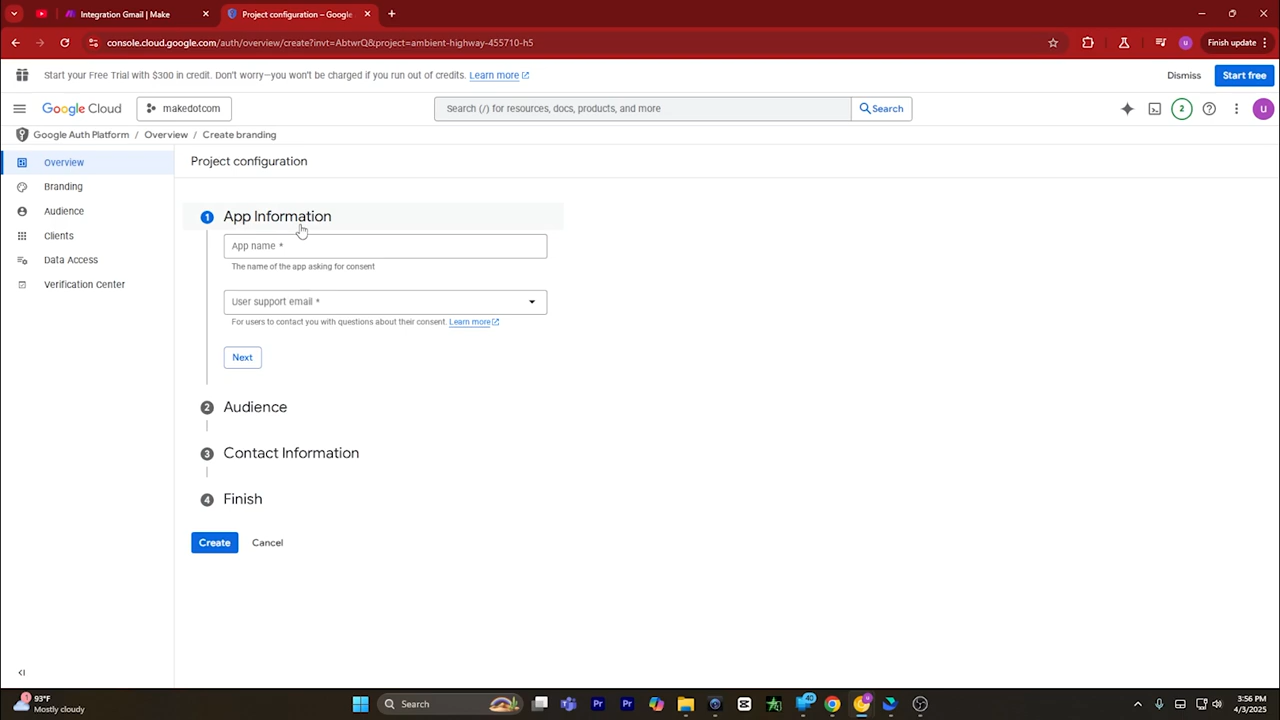 Integration Gmail | Make
Project configuration – Google
console.cloud.google.com/auth/overview/create?invt=AbtwrQ&project=ambient-highway-455710-h5
u
Finish update
Start your Free Trial with $300 in credit. Don't worry—you won't be charged if you run out of credits. Learn more
Dismiss
Start free
Google Cloud
makedotcom
Search (/) for resources, docs, products, and more
Search
2
u
Google Auth Platform / Overview / Create branding
Overview
Branding
Audience
Clients
Data Access
Verification Center
Project configuration
1 App Information
App name *
The name of the app asking for consent
User support email *
For users to contact you with questions about their consent. Learn more
Next
2 Audience
3 Contact Information
4 Finish
Create
Cancel
1
93°F
Mostly cloudy
Search
Pr
Pr
40
3:56 PM
4/3/2025